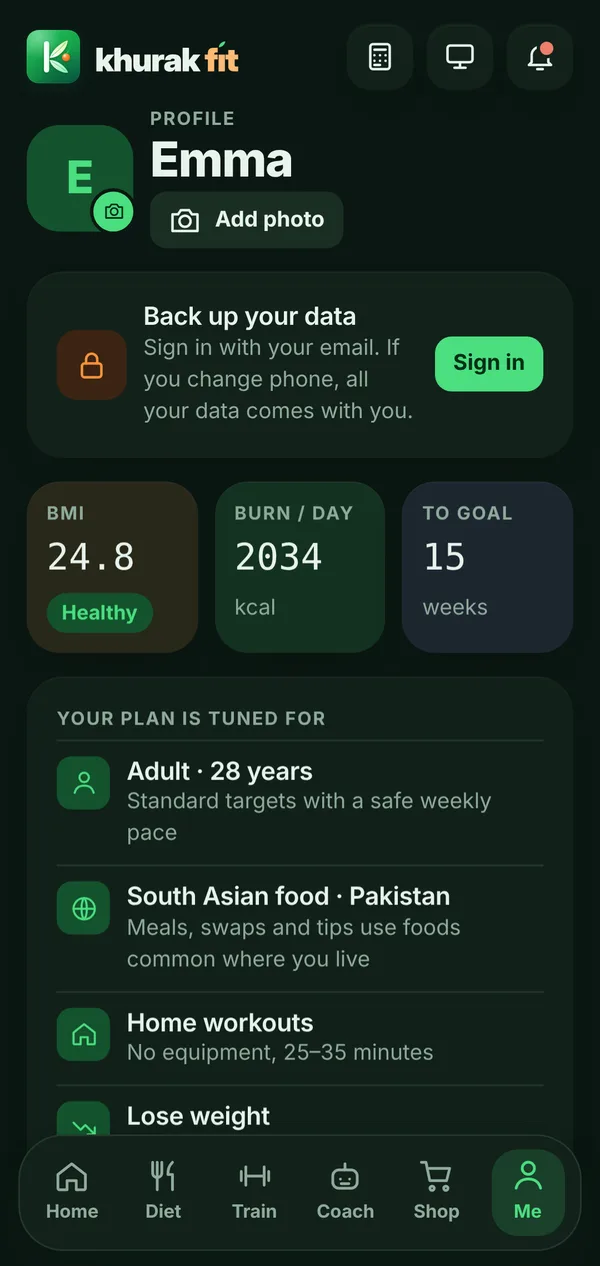 khurak fit
PROFILE
E
Emma
Add photo
Back up your data
Sign in with your email. If
you change phone, all
your data comes with you.
Sign in
BMI
24.8
Healthy
BURN / DAY
2034
kcal
TO GOAL
15
weeks
YOUR PLAN IS TUNED FOR
Adult · 28 years
Standard targets with a safe weekly
pace
South Asian food · Pakistan
Meals, swaps and tips use foods
common where you live
Home workouts
No equipment, 25–35 minutes
Lose weight
Home
Diet
Train
Coach
Shop
Me